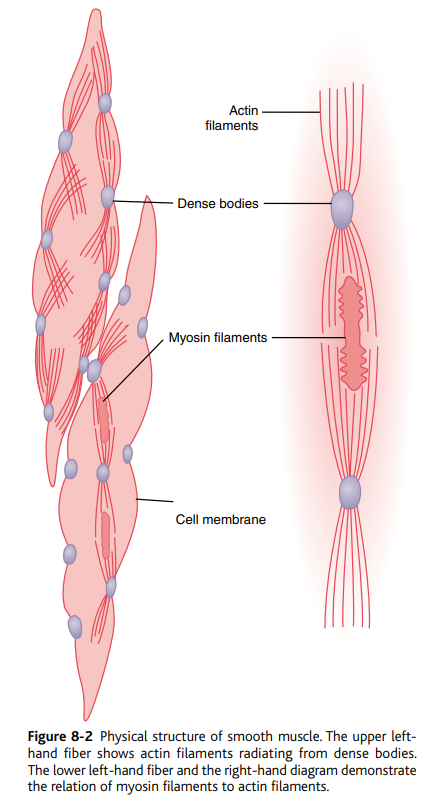 Actin
filaments
Dense bodies
Myosin filaments
Cell membrane
Figure 8-2 Physical structure of smooth muscle. The upper left-
hand fiber shows actin filaments radiating from dense bodies.
The lower left-hand fiber and the right-hand diagram demonstrate
the relation of myosin filaments to actin filaments.